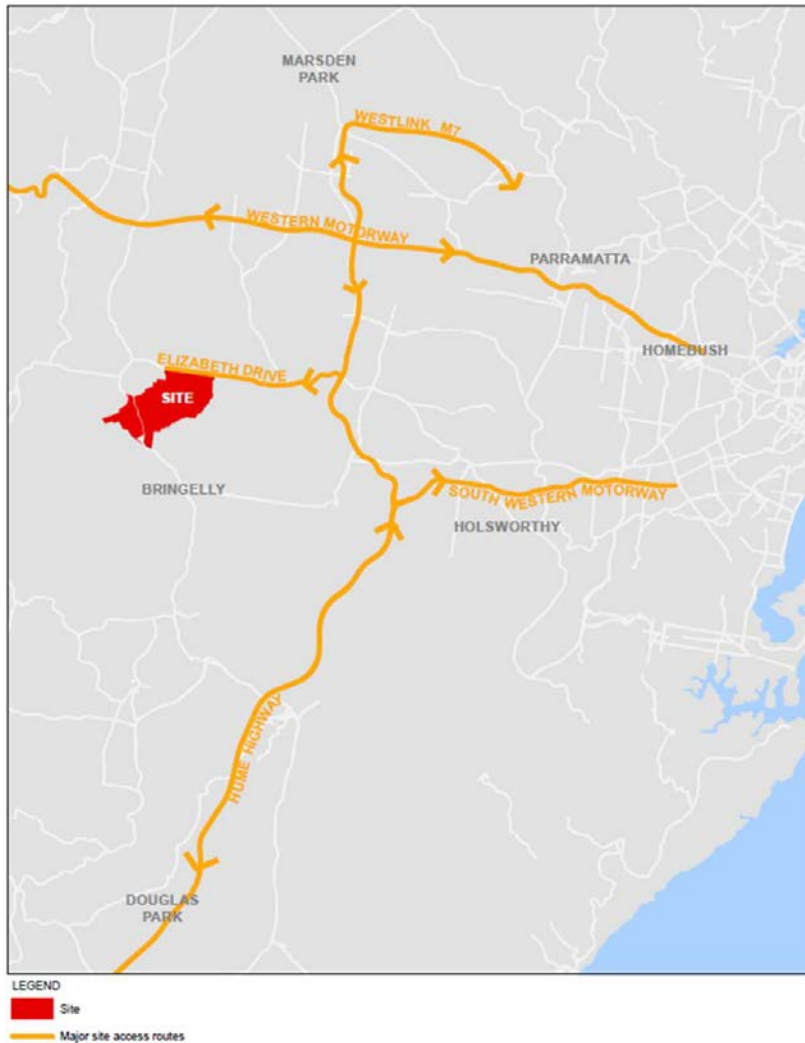 MARSDEN
PARK
WESTLINK M7
WESTERN MOTORWAY
PARRAMATTA
HOMEBUSH
ELIZABETH DRIVE
SITE
BRINGELLY
SOUTH WESTERN MOTORWAY
HOLSWORTHY
HUME HIGHWAY
DOUGLAS
PARK
LEGEND
Site
Major site access routes